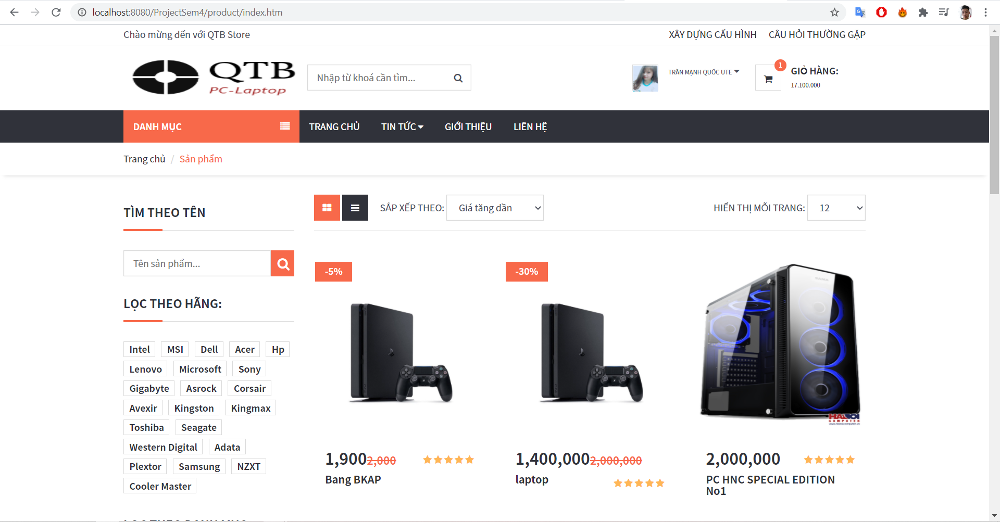 localhost:8080/ProjectSem4/product/index.htm
Chào mừng đến với QTB Store
XÂY DỰNG CẤU HÌNH CÂU HỎI THƯỜNG GẶP
QTB
PC-Laptop
Nhập từ khoá cần tìm...
TRẦN MẠNH QUỐC UTE
1
GIỎ HÀNG:
17.100.000
DANH MỤC
TRANG CHỦ TIN TỨC GIỚI THIỆU LIÊN HỆ
Trang chủ / Sản phẩm
TÌM THEO TÊN
Tên sản phẩm...
LỌC THEO HÃNG:
Intel MSI Dell Acer Hp
Lenovo Microsoft Sony
Gigabyte Asrock Corsair
Avexir Kingston Kingmax
Toshiba Seagate
Western Digital Adata
Plextor Samsung NZXT
Cooler Master
SẮP XẾP THEO: Giá tăng dần
HIỂN THỊ MỖI TRANG: 12
-5%
1,900 2,000
Bang BKAP
-30%
1,400,000 2,000,000
laptop
HANOI
COMPUTER
2,000,000
PC HNC SPECIAL EDITION
No1